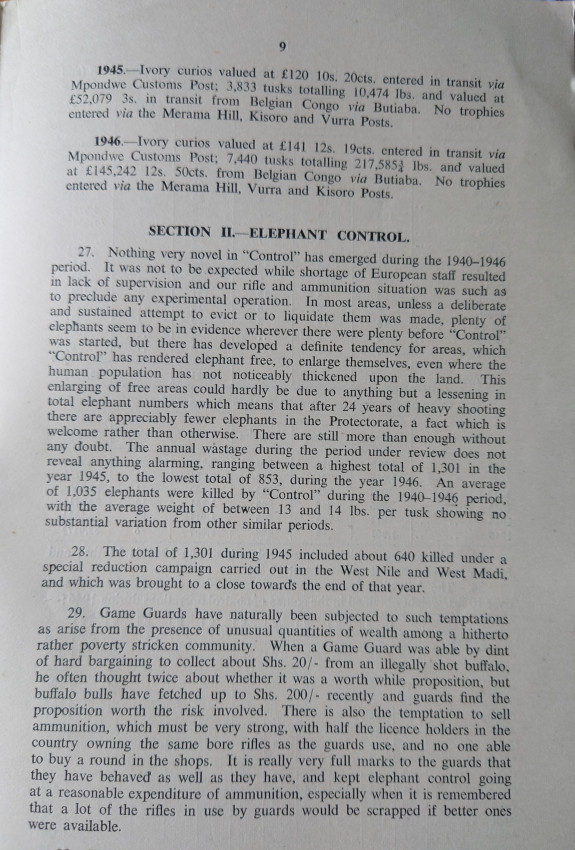 9
1945.—Ivory curios valued at £120 10s. 20cts. entered in transit via
Mpondwe Customs Post; 3,833 tusks totalling 10,474 lbs. and valued at
£52,079 3s. in transit from Belgian Congo via Butiaba. No trophies
entered via the Merama Hill, Kisoro and Vurra Posts.
1946.—Ivory curios valued at £141 12s. 19cts. entered in transit via
Mpondwe Customs Post; 7,440 tusks totalling 217,585¾ lbs. and valued
at £145,242 12s. 50cts. from Belgian Congo via Butiaba. No trophies
entered via the Merama Hill, Vurra and Kisoro Posts.
SECTION II.—ELEPHANT CONTROL.
27. Nothing very novel in “Control” has emerged during the 1940–1946
period. It was not to be expected while shortage of European staff resulted
in lack of supervision and our rifle and ammunition situation was such as
to preclude any experimental operation. In most areas, unless a deliberate
and sustained attempt to evict or to liquidate them was made, plenty of
elephants seem to be in evidence wherever there were plenty before “Control”
was started, but there has developed a definite tendency for areas, which
“Control” has rendered elephant free, to enlarge themselves, even where the
human population has not noticeably thickened upon the land. This
enlarging of free areas could hardly be due to anything but a lessening in
total elephant numbers which means that after 24 years of heavy shooting
there are appreciably fewer elephants in the Protectorate, a fact which is
welcome rather than otherwise. There are still more than enough without
any doubt. The annual wastage during the period under review does not
reveal anything alarming, ranging between a highest total of 1,301 in the
year 1945, to the lowest total of 853, during the year 1946. An average
of 1,035 elephants were killed by “Control” during the 1940–1946 period,
with the average weight of between 13 and 14 lbs. per tusk showing no
substantial variation from other similar periods.
28. The total of 1,301 during 1945 included about 640 killed under a
special reduction campaign carried out in the West Nile and West Madi,
and which was brought to a close towards the end of that year.
29. Game Guards have naturally been subjected to such temptations
as arise from the presence of unusual quantities of wealth among a hitherto
rather poverty stricken community. When a Game Guard was able by dint
of hard bargaining to collect about Shs. 20/- from an illegally shot buffalo,
he often thought twice about whether it was a worth while proposition, but
buffalo bulls have fetched up to Shs. 200/- recently and guards find the
proposition worth the risk involved. There is also the temptation to sell
ammunition, which must be very strong, with half the licence holders in the
country owning the same bore rifles as the guards use, and no one able
to buy a round in the shops. It is really very full marks to the guards that
they have behaved as well as they have, and kept elephant control going
at a reasonable expenditure of ammunition, especially when it is remembered
that a lot of the rifles in use by guards would be scrapped if better ones
were available.